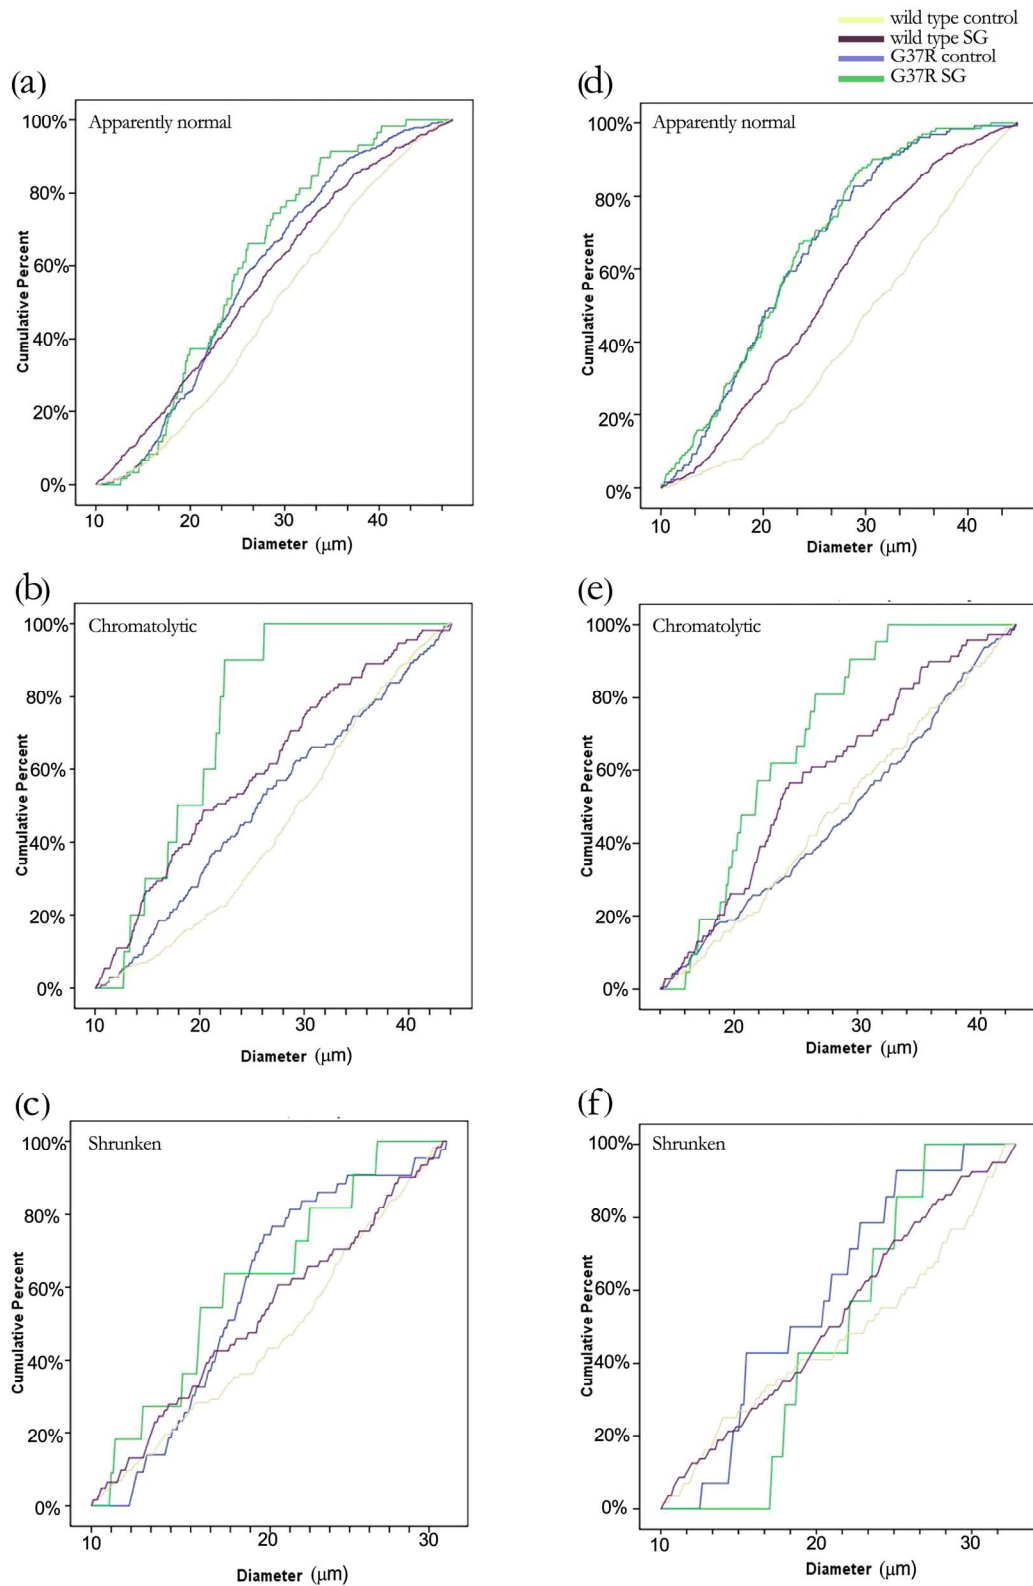 wild type control
wild type SG
G37R control
G37R SG
(a)
Apparently normal
100%
80%
60%
40%
20%
0%
Cumulative Percent
10 20 30 40
Diameter (μm)
(d)
Apparently normal
100%
80%
60%
40%
20%
0%
Cumulative Percent
10 20 30 40
Diameter (μm)
(b)
Chromatolytic
100%
80%
60%
40%
20%
0%
Cumulative Percent
10 20 30 40
Diameter (μm)
(e)
Chromatolytic
100%
80%
60%
40%
20%
0%
Cumulative Percent
20 30 40
Diameter (μm)
(c)
Shrunken
100%
80%
60%
40%
20%
0%
Cumulative Percent
10 20 30
Diameter (μm)
(f)
Shrunken
100%
80%
60%
40%
20%
0%
Cumulative Percent
10 20 30
Diameter (μm)